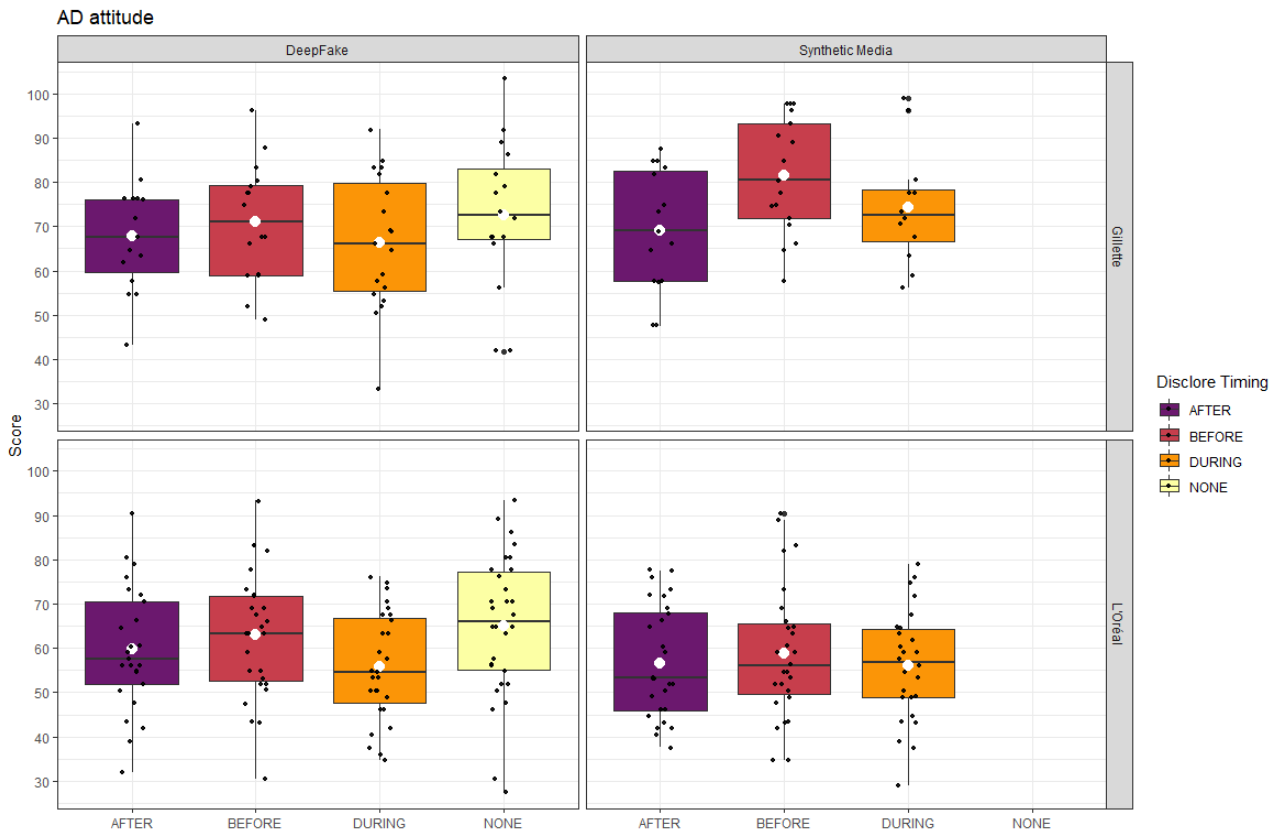 AD attitude
DeepFake
Synthetic Media
100
90
80
70
60
50
40
30
Gillette
Score
100
90
80
70
60
50
40
30
L'Oréal
AFTER
BEFORE
DURING
NONE
AFTER
BEFORE
DURING
NONE
Disclore Timing
AFTER
BEFORE
DURING
NONE